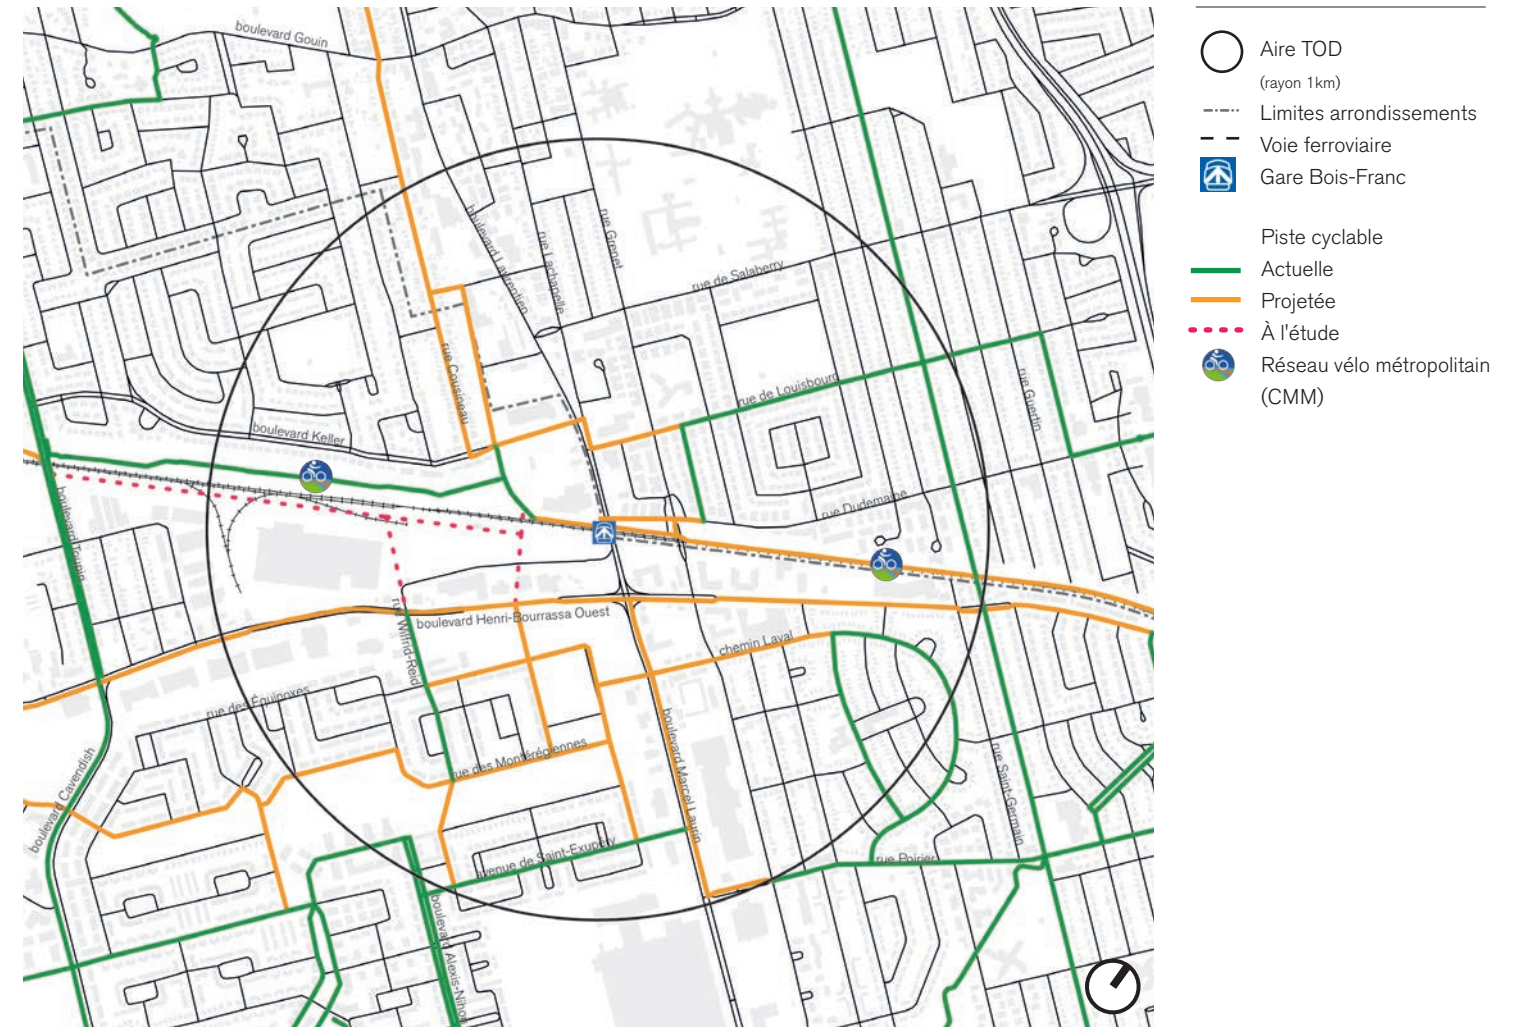 boulevard Gouin
boulevard Laurentien
rue Lachapelle
rue Grenet
rue de Salaberry
rue Cousineau
rue de Louisbourg
rue Guertin
boulevard Keller
rue Dudemaine
boulevard Toupin
rue Wilfrid-Reid
boulevard Henri-Bourrassa Ouest
chemin Laval
rue des Équinoxes
boulevard Marcel Laurin
rue des Montérégiennes
rue Saint-Germain
boulevard Cavendish
avenue de Saint-Exupéry
rue Poirier
boulevard Alexis-Nihon
Aire TOD
(rayon 1km)
Limites arrondissements
Voie ferroviaire
Gare Bois-Franc
Piste cyclable
Actuelle
Projetée
À l'étude
Réseau vélo métropolitain
(CMM)